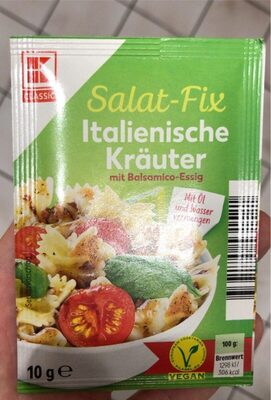 K
CLASSIC
Salat-Fix
Italienische
Kräuter
mit Balsamico-Essig
Mit Öl
und Wasser
vermengen
10 g e
V
VEGAN
100 g:
Brennwert
1298 kJ/
306 kcal